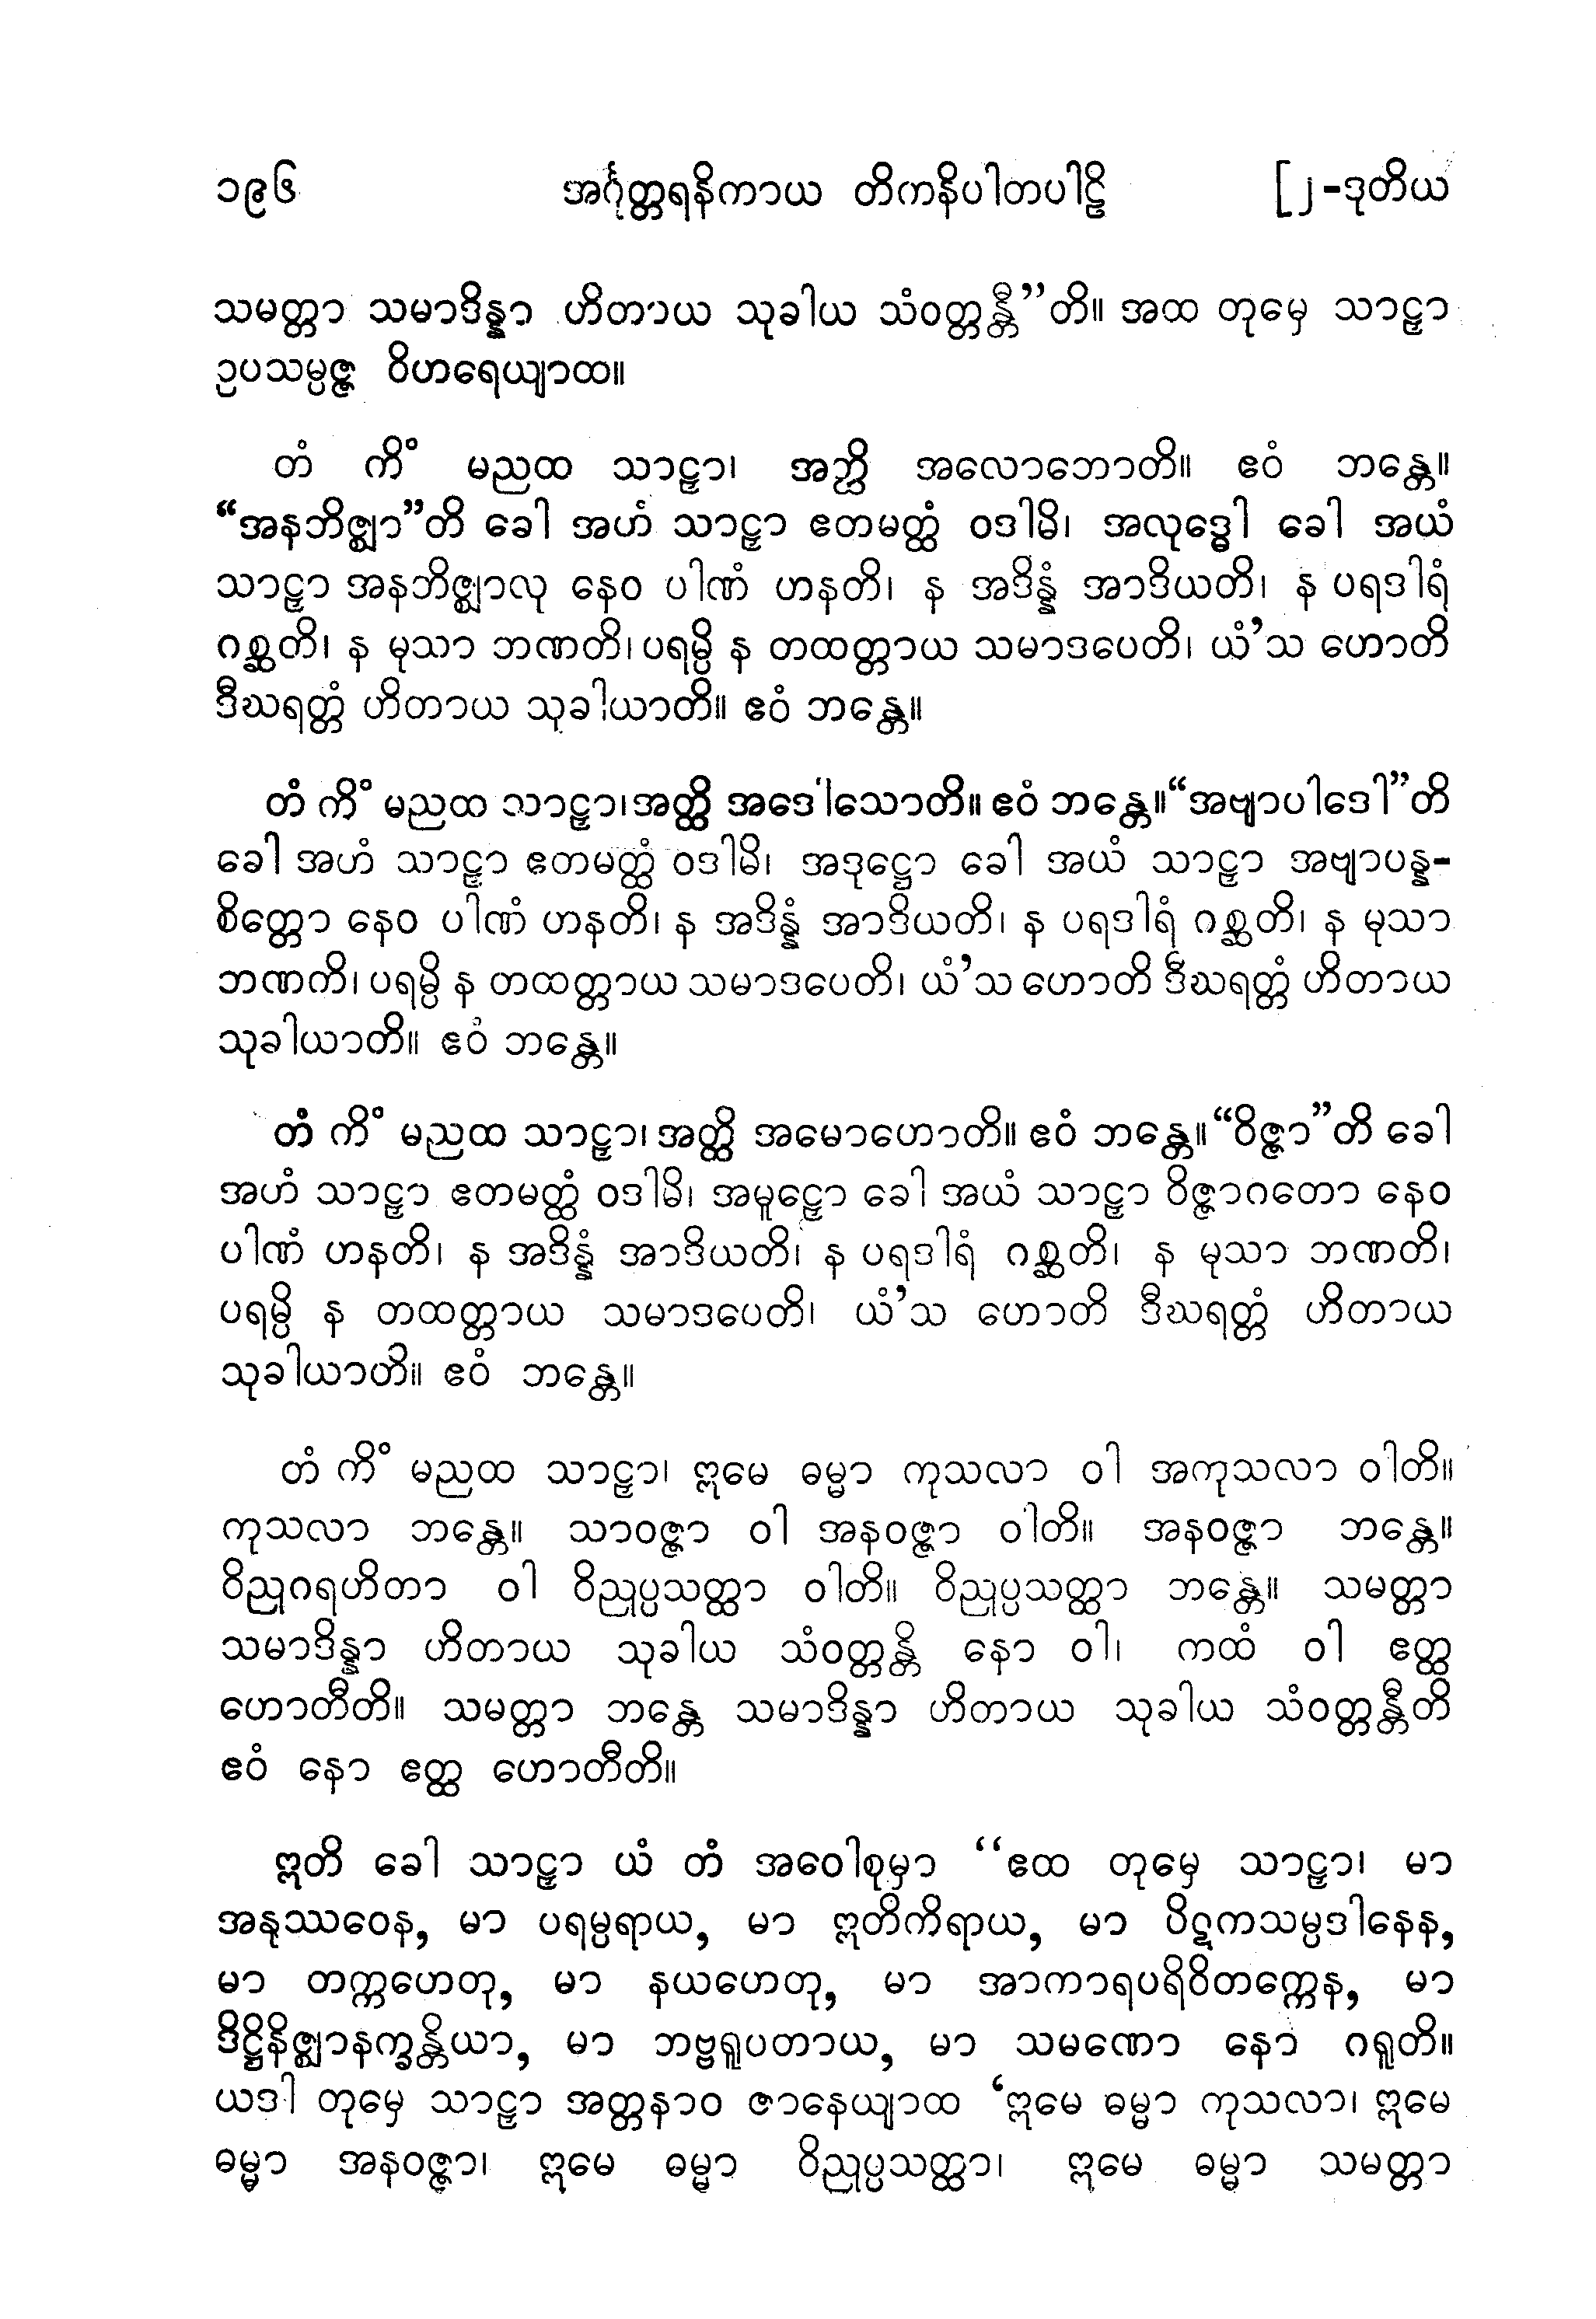 ၁၉၆ အင်္ဂုတ္တရနိကာယ တိကနိပါတပါဠိ [၂-ဒုတိယ
သမတ္တာ သမာဒိန္နာ ဟိတာယ သုခါယ သံဝတ္တန္တီ”တိ။ အထ တုမှေ သာဠှာ
ဥပသမ္ပဇ္ဇ ဝိဟရေယျာထ။
တံ ကိံ မညထ သာဠှာ၊ အတ္ထိ အလောဘောတိ။ ဧဝံ ဘန္တေ။
“အနဘိဇ္ဈာ”တိ ခေါ အဟံ သာဠှာ ဧတမတ္ထံ ဝဒါမိ၊ အလုဒ္ဓေါ ခေါ အယံ
သာဠှာ အနဘိဇ္ဈာလု နေဝ ပါဏံ ဟနတိ၊ န အဒိန္နံ အာဒိယတိ၊ န ပရဒါရံ
ဂစ္ဆတိ၊ န မုသာ ဘဏတိ၊ ပရမ္ပိ န တထတ္တာယ သမာဒပေတိ၊ ယံ’သ ဟောတိ
ဒီဃရတ္တံ ဟိတာယ သုခါယာတိ။ ဧဝံ ဘန္တေ။
တံ ကိံ မညထ သာဠှာ၊ အတ္ထိ အဒေါသောတိ။ ဧဝံ ဘန္တေ။ “အဗျာပါဒေါ”တိ
ခေါ အဟံ သာဠှာ ဧတမတ္ထံ ဝဒါမိ၊ အဒုဋ္ဌော ခေါ အယံ သာဠှာ အဗျာပန္န-
စိတ္တော နေဝ ပါဏံ ဟနတိ၊ န အဒိန္နံ အာဒိယတိ၊ န ပရဒါရံ ဂစ္ဆတိ၊ န မုသာ
ဘဏကိ၊ ပရမ္ပိ န တထတ္တာယ သမာဒပေတိ၊ ယံ’သ ဟောတိ ဒီဃရတ္တံ ဟိတာယ
သုခါယာတိ။ ဧဝံ ဘန္တေ။
တံ ကိံ မညထ သာဠှာ၊ အတ္ထိ အမောဟောတိ။ ဧဝံ ဘန္တေ။ “ဝိဇ္ဇာ”တိ ခေါ
အဟံ သာဠှာ ဧတမတ္ထံ ဝဒါမိ၊ အမူဠှော ခေါ အယံ သာဠှာ ဝိဇ္ဇာဂတော နေဝ
ပါဏံ ဟနတိ၊ န အဒိန္နံ အာဒိယတိ၊ န ပရဒါရံ ဂစ္ဆတိ၊ န မုသာ ဘဏတိ၊
ပရမ္ပိ န တထတ္တာယ သမာဒပေတိ၊ ယံ’သ ဟောတိ ဒီဃရတ္တံ ဟိတာယ
သုခါယာတိ။ ဧဝံ ဘန္တေ။
တံ ကိံ မညထ သာဠှာ၊ ဣမေ ဓမ္မာ ကုသလာ ဝါ အကုသလာ ဝါတိ။
ကုသလာ ဘန္တေ။ သာဝဇ္ဇာ ဝါ အနဝဇ္ဇာ ဝါတိ။ အနဝဇ္ဇာ ဘန္တေ။
ဝိညုဂရဟိတာ ဝါ ဝိညုပ္ပသတ္ထာ ဝါတိ။ ဝိညုပ္ပသတ္ထာ ဘန္တေ။ သမတ္တာ
သမာဒိန္နာ ဟိတာယ သုခါယ သံဝတ္တန္တိ နော ဝါ၊ ကထံ ဝါ ဧတ္ထ
ဟောတီတိ။ သမတ္တာ ဘန္တေ သမာဒိန္နာ ဟိတာယ သုခါယ သံဝတ္တန္တီတိ
ဧဝံ နော ဧတ္ထ ဟောတီတိ။
ဣတိ ခေါ သာဠှာ ယံ တံ အဝေါစုမှာ ‘‘ဧထ တုမှေ သာဠှာ၊ မာ
အနုဿဝေန, မာ ပရမ္ပရာယ, မာ ဣတိကိရာယ, မာ ပိဋကသမ္ပဒါနေန,
မာ တက္ကဟေတု, မာ နယဟေတု, မာ အာကာရပရိဝိတက္ကေန, မာ
ဒိဋ္ဌိနိဇ္ဈာနက္ခန္တိယာ, မာ ဘဗ္ဗရူပတာယ, မာ သမဏော နော ဂရူတိ။
ယဒါ တုမှေ သာဠှာ အတ္တနာဝ ဇာနေယျာထ ‘ဣမေ ဓမ္မာ ကုသလာ၊ ဣမေ
ဓမ္မာ အနဝဇ္ဇာ၊ ဣမေ ဓမ္မာ ဝိညုပ္ပသတ္ထာ၊ ဣမေ ဓမ္မာ သမတ္တာ